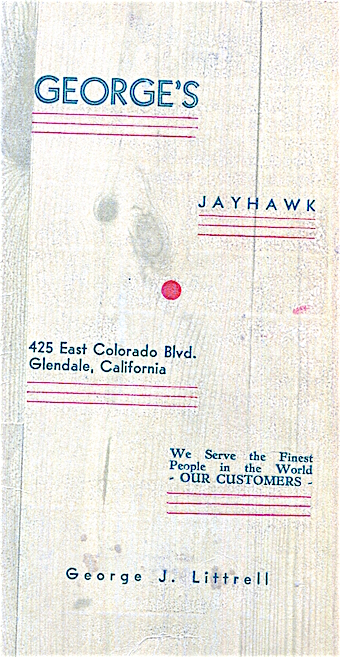 GEORGE'S
JAYHAWK
425 East Colorado Blvd.
Glendale, California
We Serve the Finest
People in the World
- OUR CUSTOMERS -
George J. Littrell